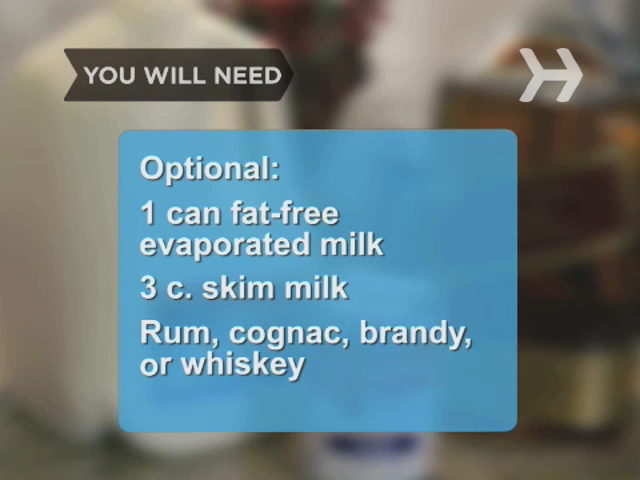 YOU WILL NEED
Optional:
1 can fat-free
evaporated milk
3 c. skim milk
Rum, cognac, brandy,
or whiskey